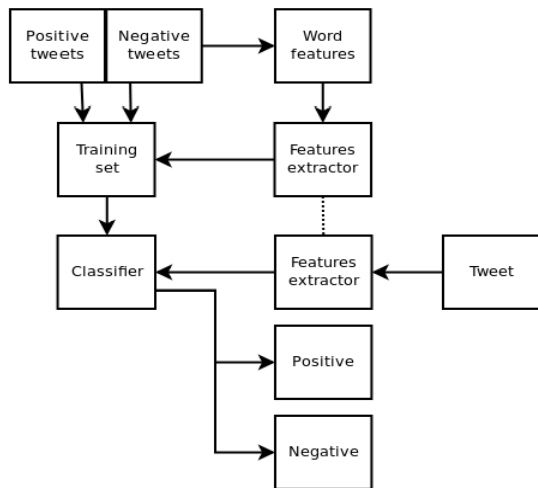 Positive
tweets
Negative
tweets
Word
features
Training
set
Features
extractor
Classifier
Features
extractor
Tweet
Positive
Negative